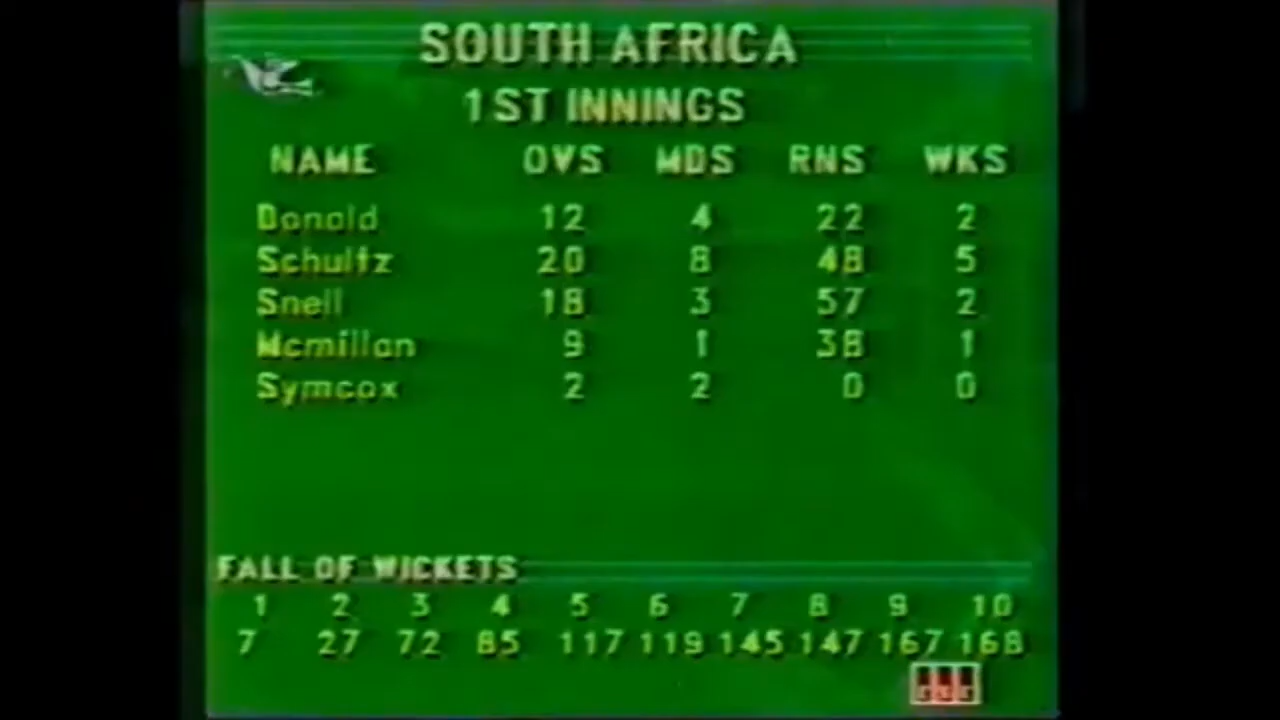 SOUTH AFRICA
1ST INNINGS
NAME OVS MDS RNS WKS
Donald 12 4 22 2
Schultz 20 8 48 5
Snell 18 3 57 2
Mcmillan 9 1 38 1
Symcox 2 2 0 0
FALL OF WICKETS
1 2 3 4 5 6 7 8 9 10
7 27 72 85 117 119 145 147 167 168